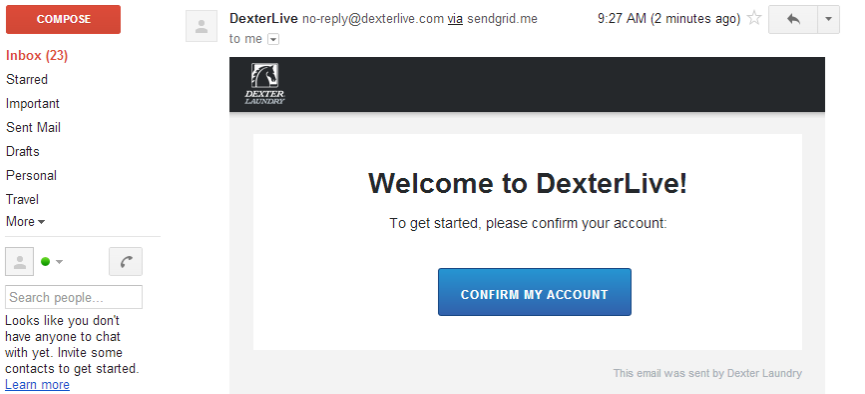 COMPOSE
Inbox (23)
Starred
Important
Sent Mail
Drafts
Personal
Travel
More
Search people...
Looks like you don't
have anyone to chat
with yet. Invite some
contacts to get started.
Learn more
DexterLive no-reply@dexterlive.com via sendgrid.me
9:27 AM (2 minutes ago)
to me
DEXTER
LAUNDRY
Welcome to DexterLive!
To get started, please confirm your account:
CONFIRM MY ACCOUNT
This email was sent by Dexter Laundry